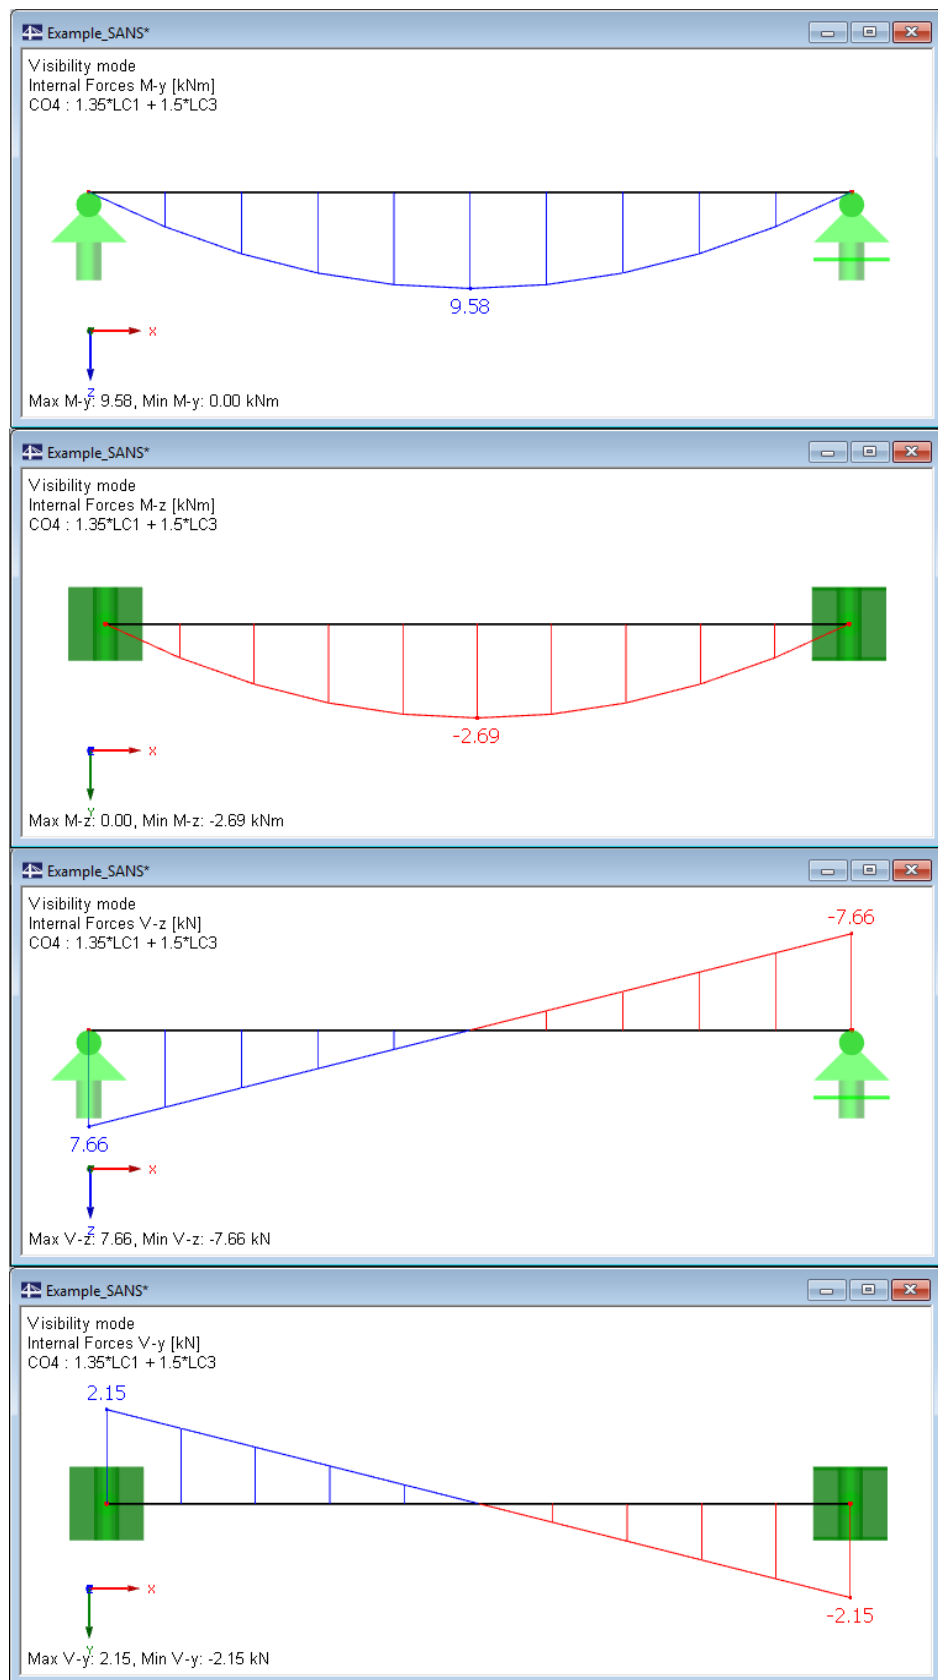 Example_SANS*
Visibility mode
Internal Forces M-y [kNm]
CO4 : 1.35*LC1 + 1.5*LC3
9.58
X
Z
Max M-y: 9.58, Min M-y: 0.00 kNm
Example_SANS*
Visibility mode
Internal Forces M-z [kNm]
CO4 : 1.35*LC1 + 1.5*LC3
-2.69
X
Y
Max M-z: 0.00, Min M-z: -2.69 kNm
Example_SANS*
Visibility mode
Internal Forces V-z [kN]
CO4 : 1.35*LC1 + 1.5*LC3
-7.66
7.66
X
Z
Max V-z: 7.66, Min V-z: -7.66 kN
Example_SANS*
Visibility mode
Internal Forces V-y [kN]
CO4 : 1.35*LC1 + 1.5*LC3
2.15
X
-2.15
Y
Max V-y: 2.15, Min V-y: -2.15 kN